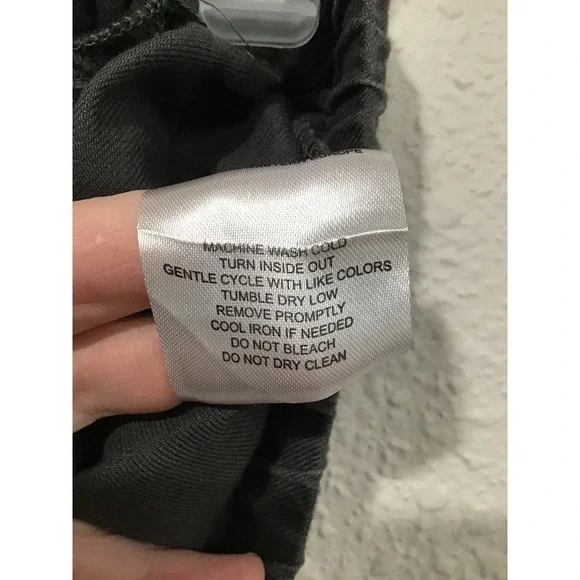 MACHINE WASH COLD
TURN INSIDE OUT
GENTLE CYCLE WITH LIKE COLORS
TUMBLE DRY LOW
REMOVE PROMPTLY
COOL IRON IF NEEDED
DO NOT BLEACH
DO NOT DRY CLEAN